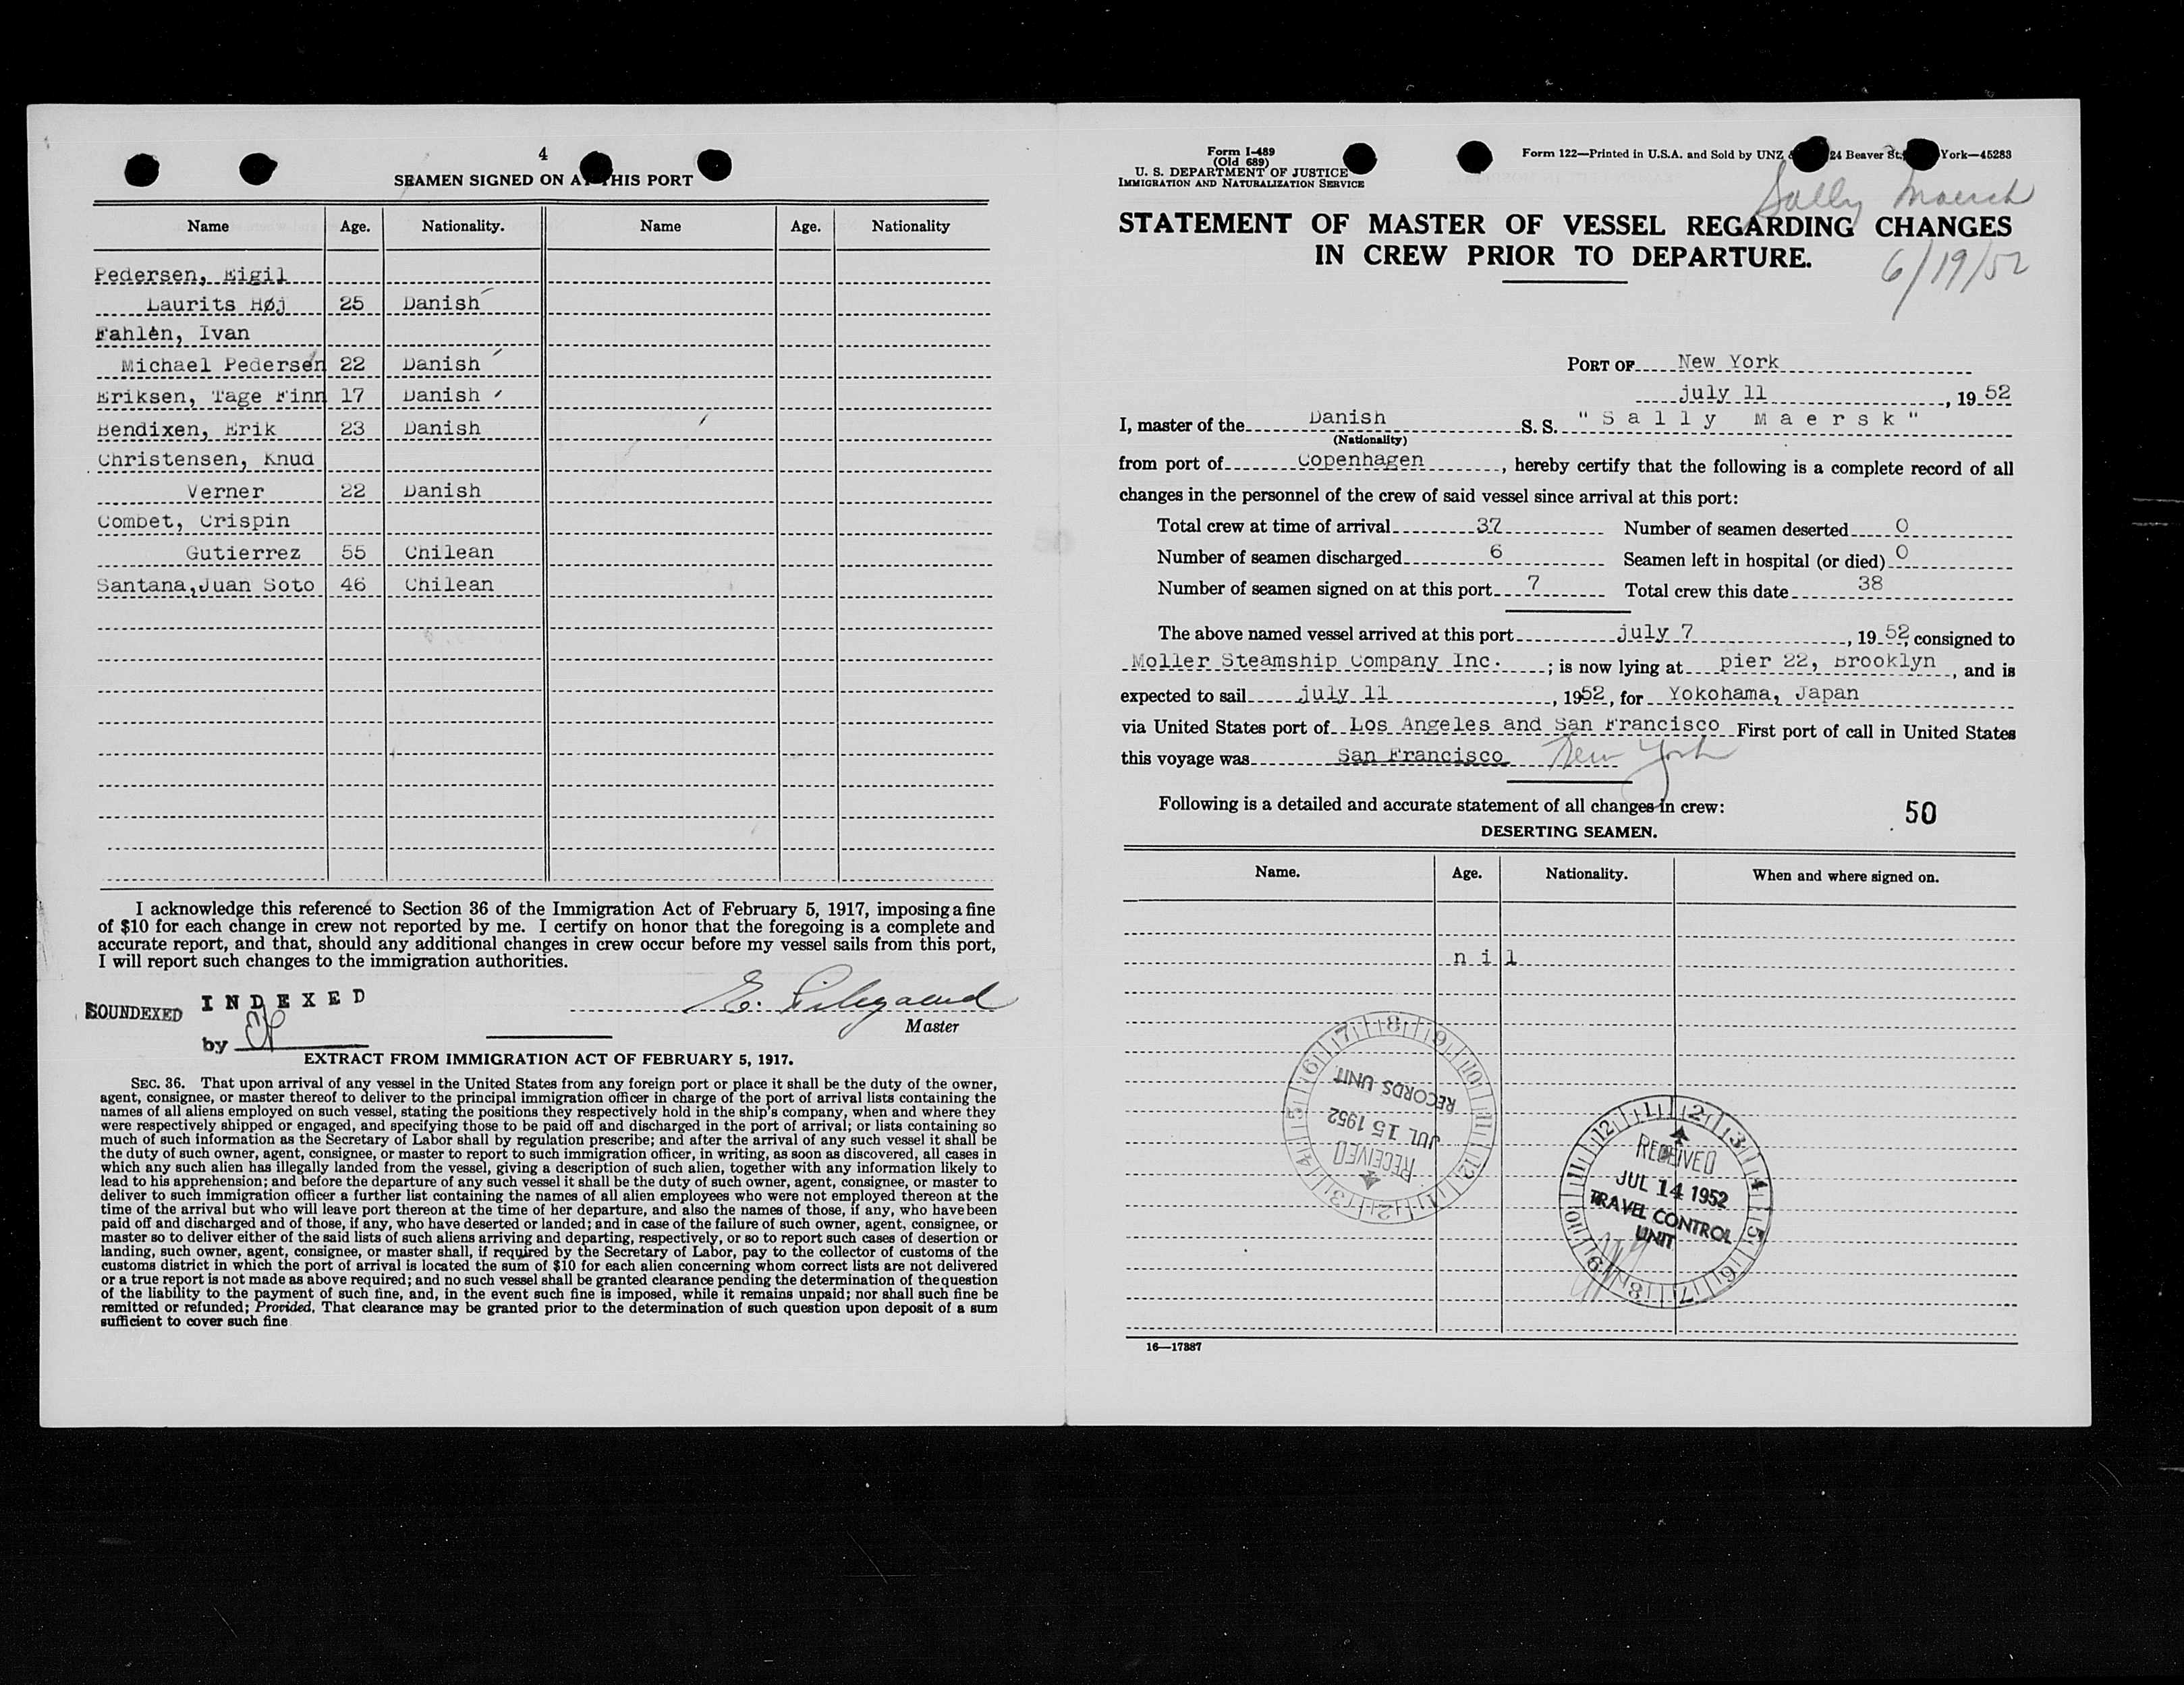 4
SEAMEN SIGNED ON AT THIS PORT
Name Age. Nationality. Name Age. Nationality
Pedersen, Eigil
Laurits Høj 25 Danish
Fahlén, Ivan
Michael Pedersen 22 Danish
Eriksen, Tage Finn 17 Danish
Bendixen, Erik 23 Danish
Christensen, Knud
Verner 22 Danish
Combet, Crispin
Gutierrez 55 Chilean
Santana,Juan Soto 46 Chilean
I acknowledge this reference to Section 36 of the Immigration Act of February 5, 1917, imposing a fine
of $10 for each change in crew not reported by me. I certify on honor that the foregoing is a complete and
accurate report, and that, should any additional changes in crew occur before my vessel sails from this port,
I will report such changes to the immigration authorities.
SOUNDEXED INDEXED
by
E.
Master
EXTRACT FROM IMMIGRATION ACT OF FEBRUARY 5, 1917.
SEC. 36. That upon arrival of any vessel in the United States from any foreign port or place it shall be the duty of the owner,
agent, consignee, or master thereof to deliver to the principal immigration officer in charge of the port of arrival lists containing the
names of all aliens employed on such vessel, stating the positions they respectively hold in the ship's company, when and where they
were respectively shipped or engaged, and specifying those to be paid off and discharged in the port of arrival; or lists containing so
much of such information as the Secretary of Labor shall by regulation prescribe; and after the arrival of any such vessel it shall be
the duty of such owner, agent, consignee, or master to report to such immigration officer, in writing, as soon as discovered, all cases in
which any such alien has illegally landed from the vessel, giving a description of such alien, together with any information likely to
lead to his apprehension; and before the departure of any such vessel it shall be the duty of such owner, agent, consignee, or master to
deliver to such immigration officer a further list containing the names of all alien employees who were not employed thereon at the
time of the arrival but who will leave port thereon at the time of her departure, and also the names of those, if any, who have been
paid off and discharged and of those, if any, who have deserted or landed; and in case of the failure of such owner, agent, consignee, or
master so to deliver either of the said lists of such aliens arriving and departing, respectively, or so to report such cases of desertion or
landing, such owner, agent, consignee, or master shall, if required by the Secretary of Labor, pay to the collector of customs of the
customs district in which the port of arrival is located the sum of $10 for each alien concerning whom correct lists are not delivered
or a true report is not made as above required; and no such vessel shall be granted clearance pending the determination of the question
of the liability to the payment of such fine, and, in the event such fine is imposed, while it remains unpaid; nor shall such fine be
remitted or refunded; Provided, That clearance may be granted prior to the determination of such question upon deposit of a sum
sufficient to cover such fine
Form I-489
(Old 689)
U. S. DEPARTMENT OF JUSTICE
IMMIGRATION AND NATURALIZATION SERVICE
Form 122—Printed in U.S.A. and Sold by UNZ 24 Beaver St., York—45283
Sally Maersk
STATEMENT OF MASTER OF VESSEL REGARDING CHANGES
IN CREW PRIOR TO DEPARTURE.
6/19/52
PORT OF New York
july 11, 1952
I, master of the Danish S. S. "Sally Maersk"
(Nationality)
from port of Copenhagen, hereby certify that the following is a complete record of all
changes in the personnel of the crew of said vessel since arrival at this port:
Total crew at time of arrival 37 Number of seamen deserted 0
Number of seamen discharged 6 Seamen left in hospital (or died) 0
Number of seamen signed on at this port 7 Total crew this date 38
The above named vessel arrived at this port july 7, 1952, consigned to
Moller Steamship Company Inc.; is now lying at pier 22, Brooklyn, and is
expected to sail july 11, 1952, for Yokohama, Japan
via United States port of Los Angeles and San Francisco First port of call in United States
this voyage was San Francisco New York
Following is a detailed and accurate statement of all changes in crew:
50
DESERTING SEAMEN.
Name. Age. Nationality. When and where signed on.
nil
RECEIVED
JUL 15 1952
RECORDS UNIT
1 2 3 4 5 6 7 8 9 10 11 12
RECEIVED
JUL 14 1952
TRAVEL CONTROL
UNIT
1 2 3 4 5 6 7 8 9 10 11 12
16—17887